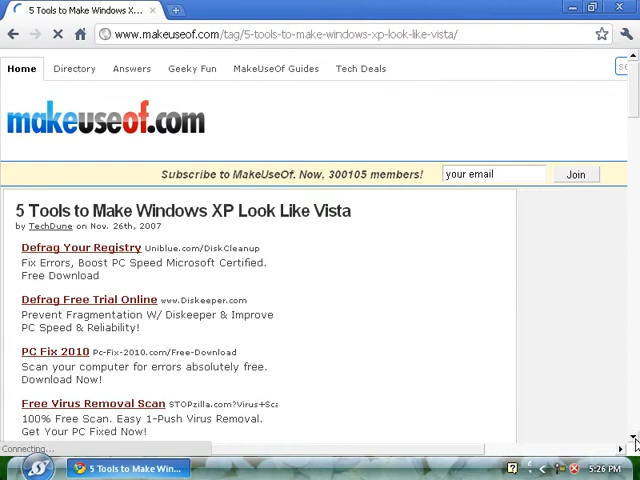 5 Tools to Make Windows X...
www.makeuseof.com/tag/5-tools-to-make-windows-xp-look-like-vista/
Home Directory Answers Geeky Fun MakeUseOf Guides Tech Deals
makeuseof.com
Subscribe to MakeUseOf. Now, 300105 members! your email Join
5 Tools to Make Windows XP Look Like Vista
by TechDune on Nov. 26th, 2007
Defrag Your Registry Uniblue.com/DiskCleanup
Fix Errors, Boost PC Speed Microsoft Certified.
Free Download
Defrag Free Trial Online www.Diskeeper.com
Prevent Fragmentation W/ Diskeeper & Improve
PC Speed & Reliability!
PC Fix 2010 Pc-Fix-2010.com/Free-Download
Scan your computer for errors absolutely free.
Download Now!
Free Virus Removal Scan STOPzilla.com?Virus+Sca
100% Free Scan. Easy 1-Push Virus Removal.
Get Your PC Fixed Now!
Connecting...
5 Tools to Make Win... 5:26 PM